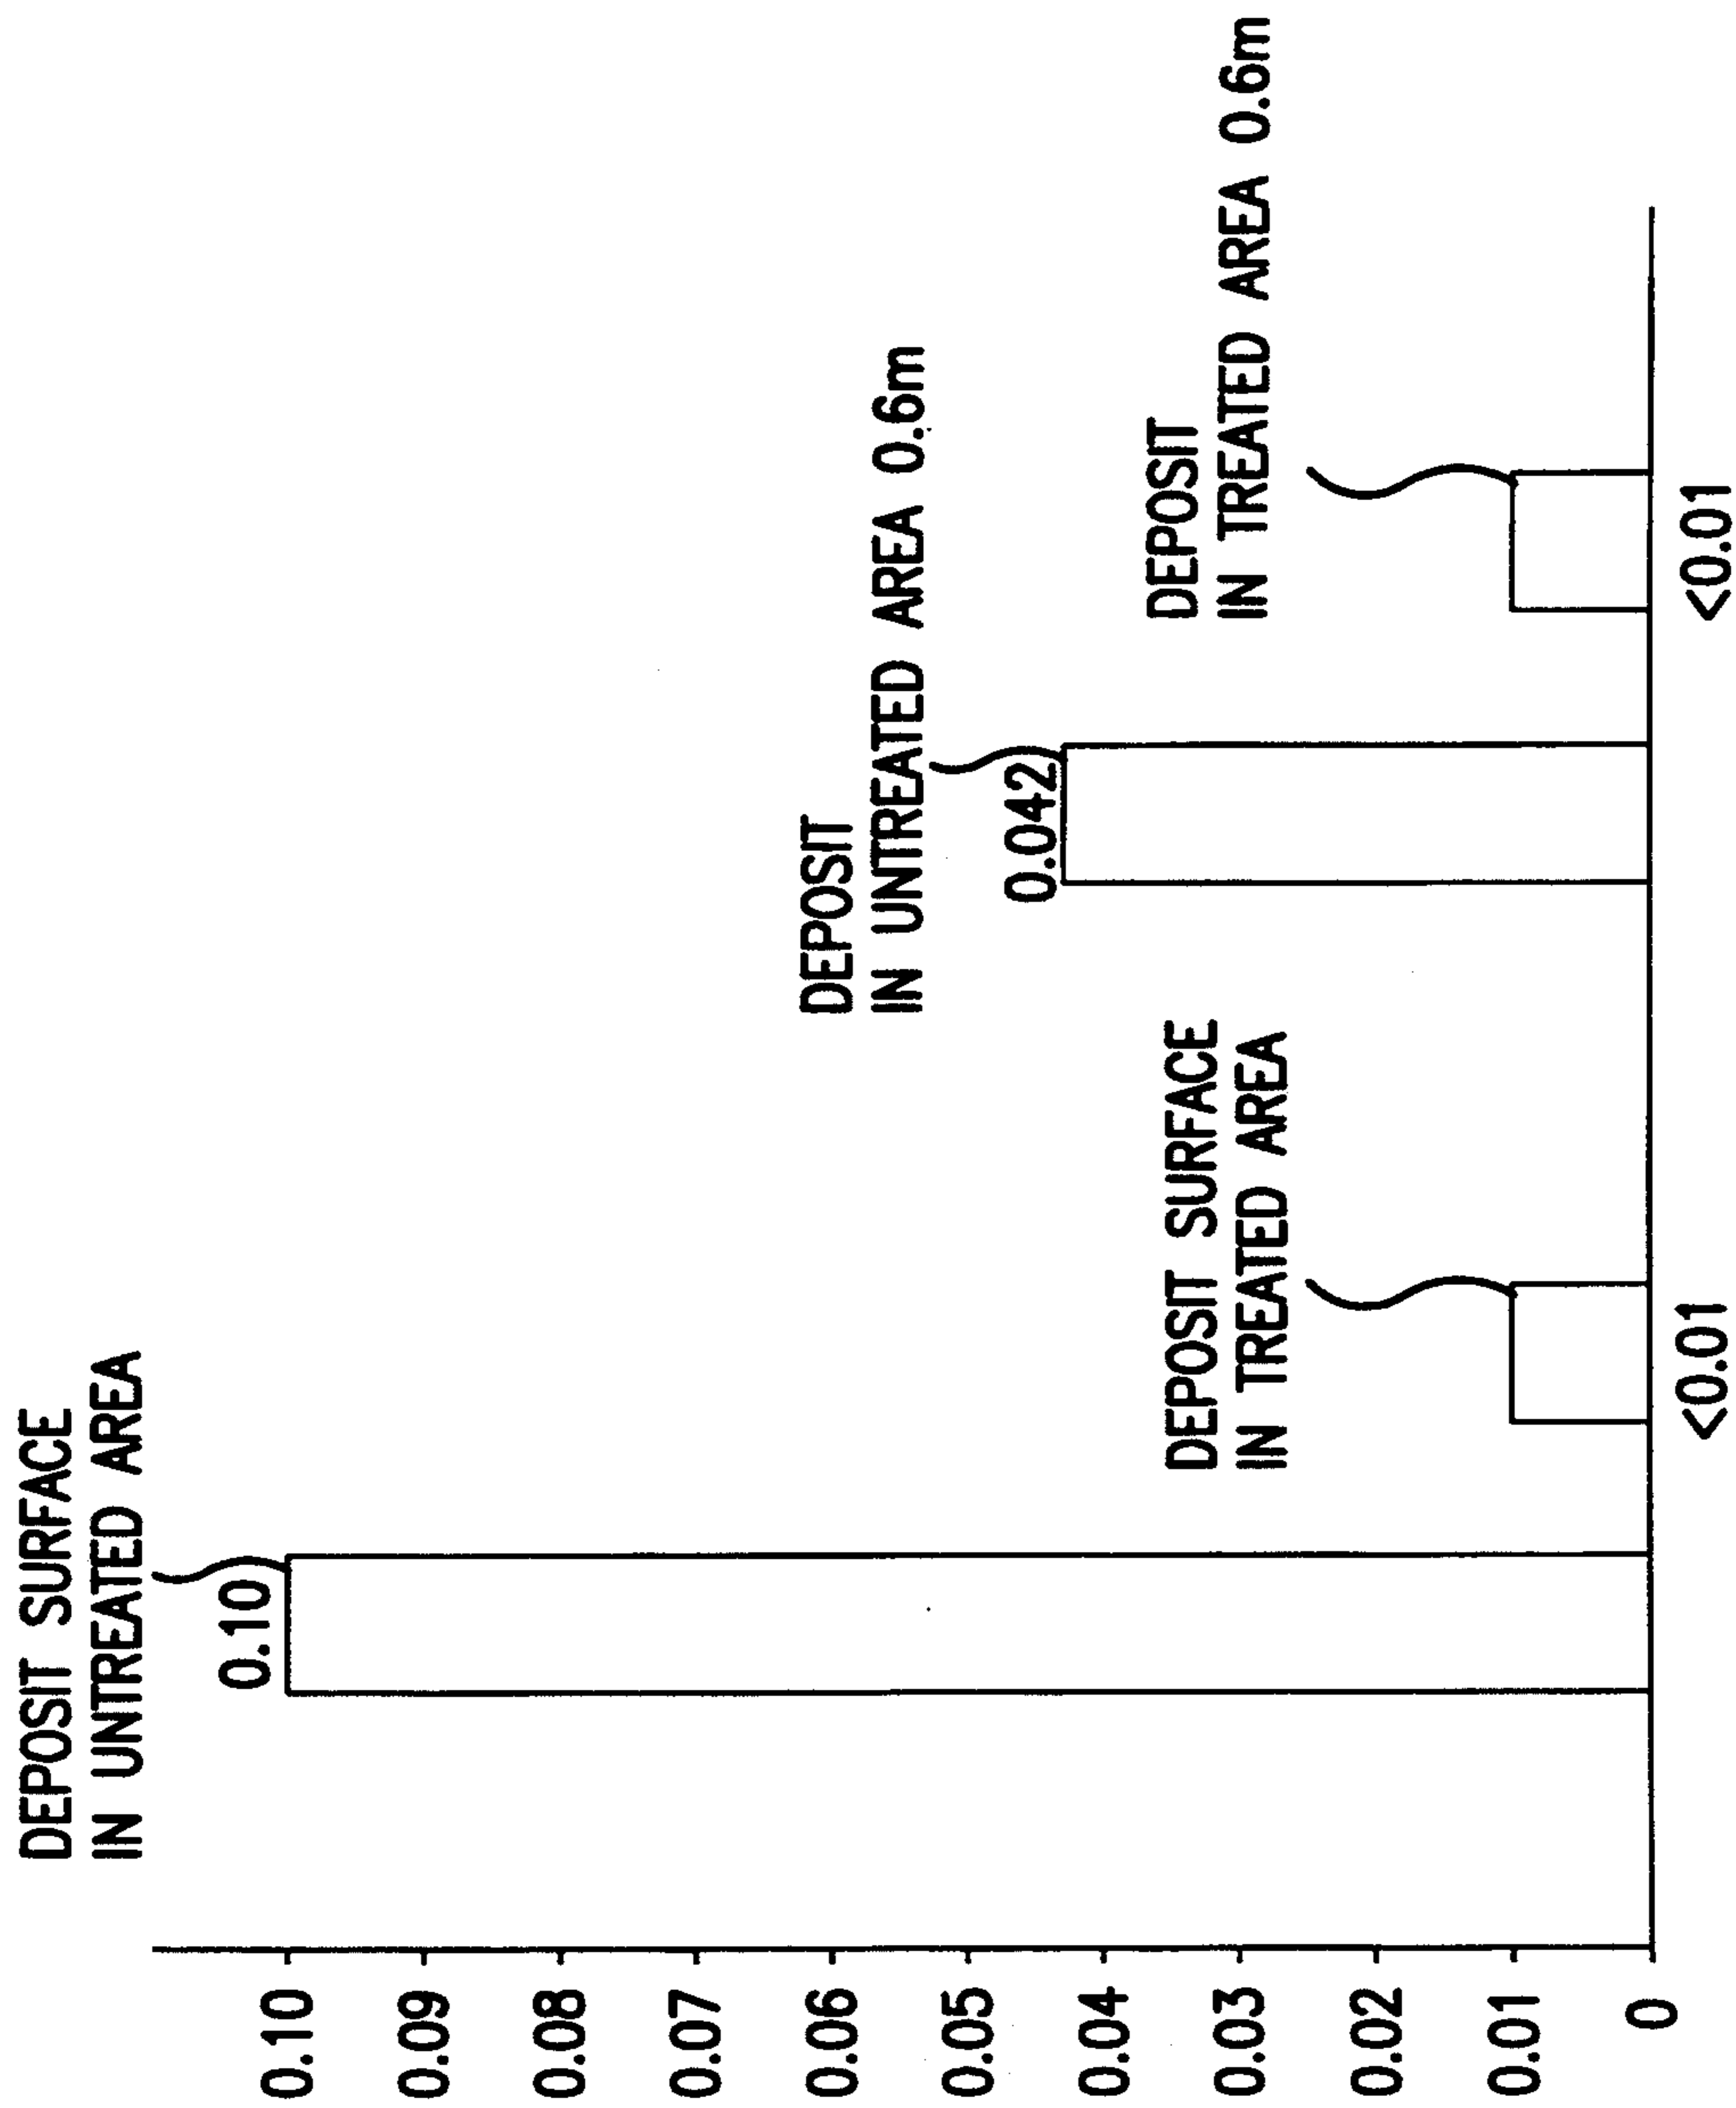 DEPOSIT SURFACE
IN UNTREATED AREA
0.10
DEPOSIT
IN UNTREATED AREA 0.6m
0.042
DEPOSIT SURFACE
IN TREATED AREA
DEPOSIT
IN TREATED AREA 0.6m
0.10
0.09
0.08
0.07
0.06
0.05
0.04
0.03
0.02
0.01
0
<0.01
<0.01